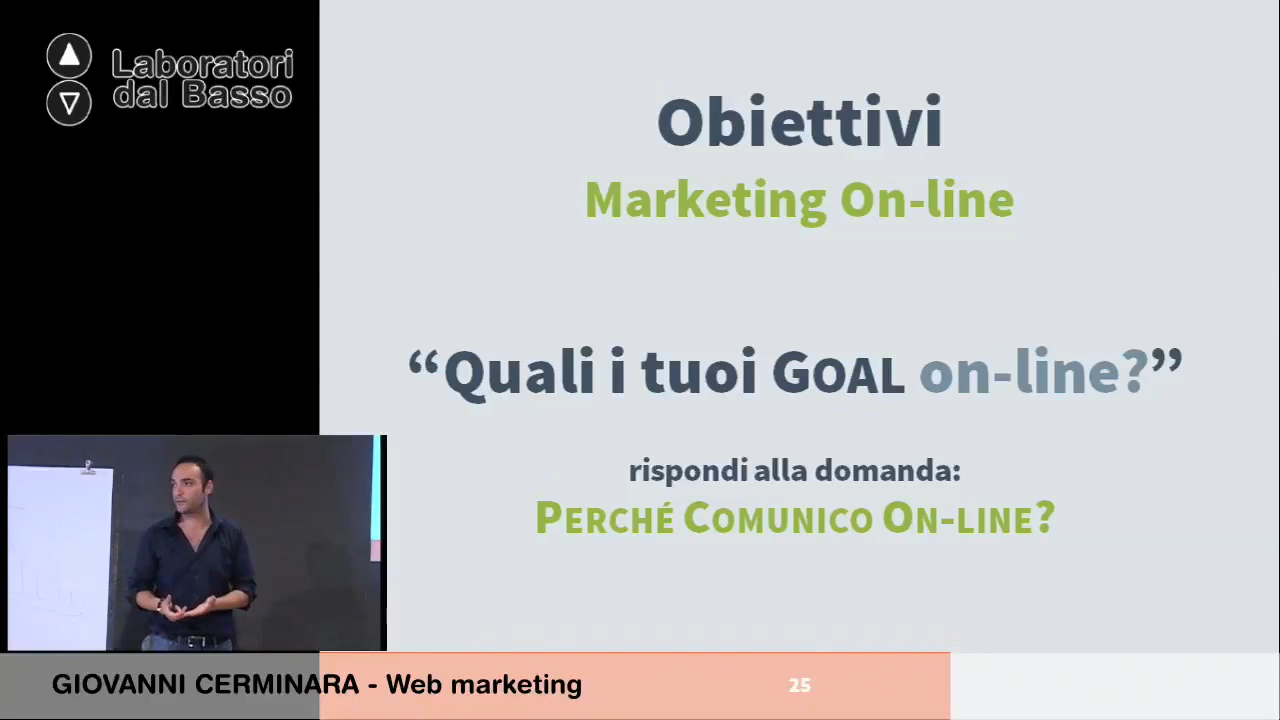 Laboratori
dal Basso
Obiettivi
Marketing On-line
“Quali i tuoi GOAL on-line?”
rispondi alla domanda:
PERCHÉ COMUNICO ON-LINE?
GIOVANNI CERMINARA - Web marketing
25